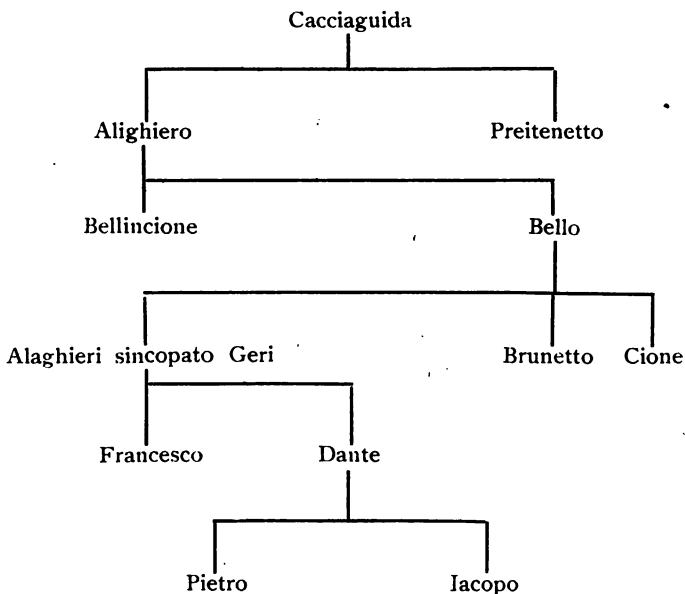 Cacciaguida
Alighiero Preitenetto
Bellincione Bello
Alaghieri sincopato Geri Brunetto Cione
Francesco Dante
Pietro Iacopo